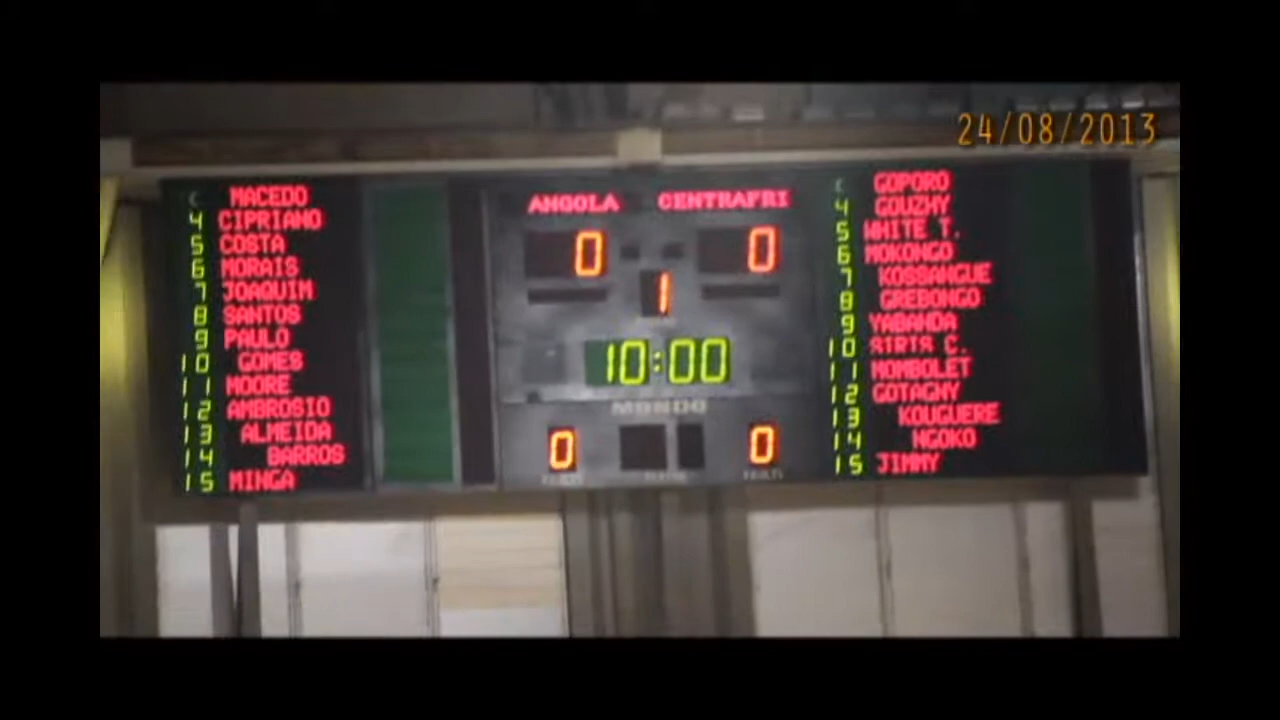 24/08/2013
C MACEDO
4 CIPRIANO
5 COSTA
6 MORAIS
7 JOAQUIM
8 SANTOS
9 PAULO
10 GOMES
11 MOORE
12 AMBROSIO
13 ALMEIDA
14 BARROS
15 MINGA
ANGOLA CENTRAFRI
0 0
1
10:00
MONDO
0 0
C GOPORO
4 GOUZHY
5 WHITE T.
6 MOKONGO
7 KOSSANGUE
8 GREBONGO
9 YABANDA
10 SIRIS C.
11 MOMBOLET
12 GOTAGNY
13 KOUGUERE
14 NGOKO
15 JIMMY